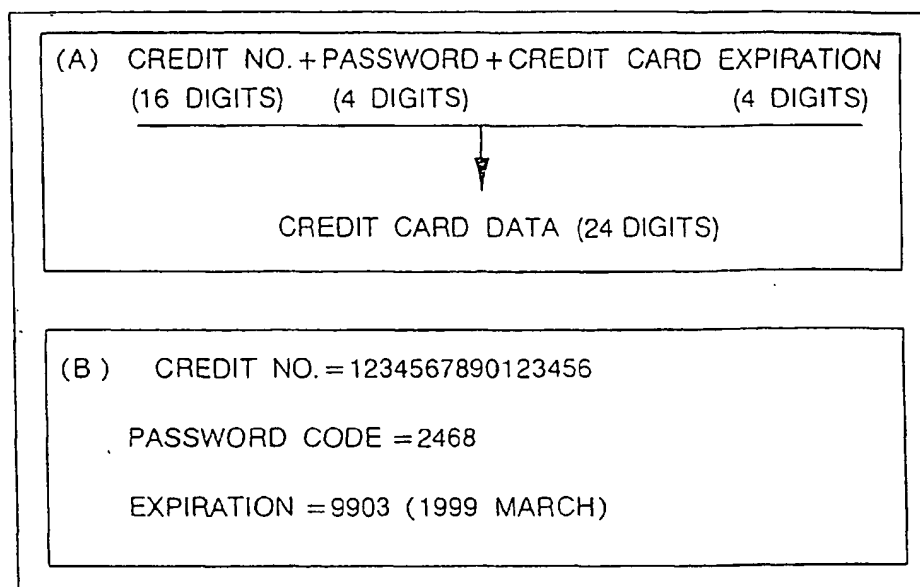 (A) CREDIT NO.+PASSWORD+CREDIT CARD EXPIRATION
(16 DIGITS) (4 DIGITS) (4 DIGITS)
CREDIT CARD DATA (24 DIGITS)
(B) CREDIT NO.=1234567890123456
PASSWORD CODE =2468
EXPIRATION =9903 (1999 MARCH)